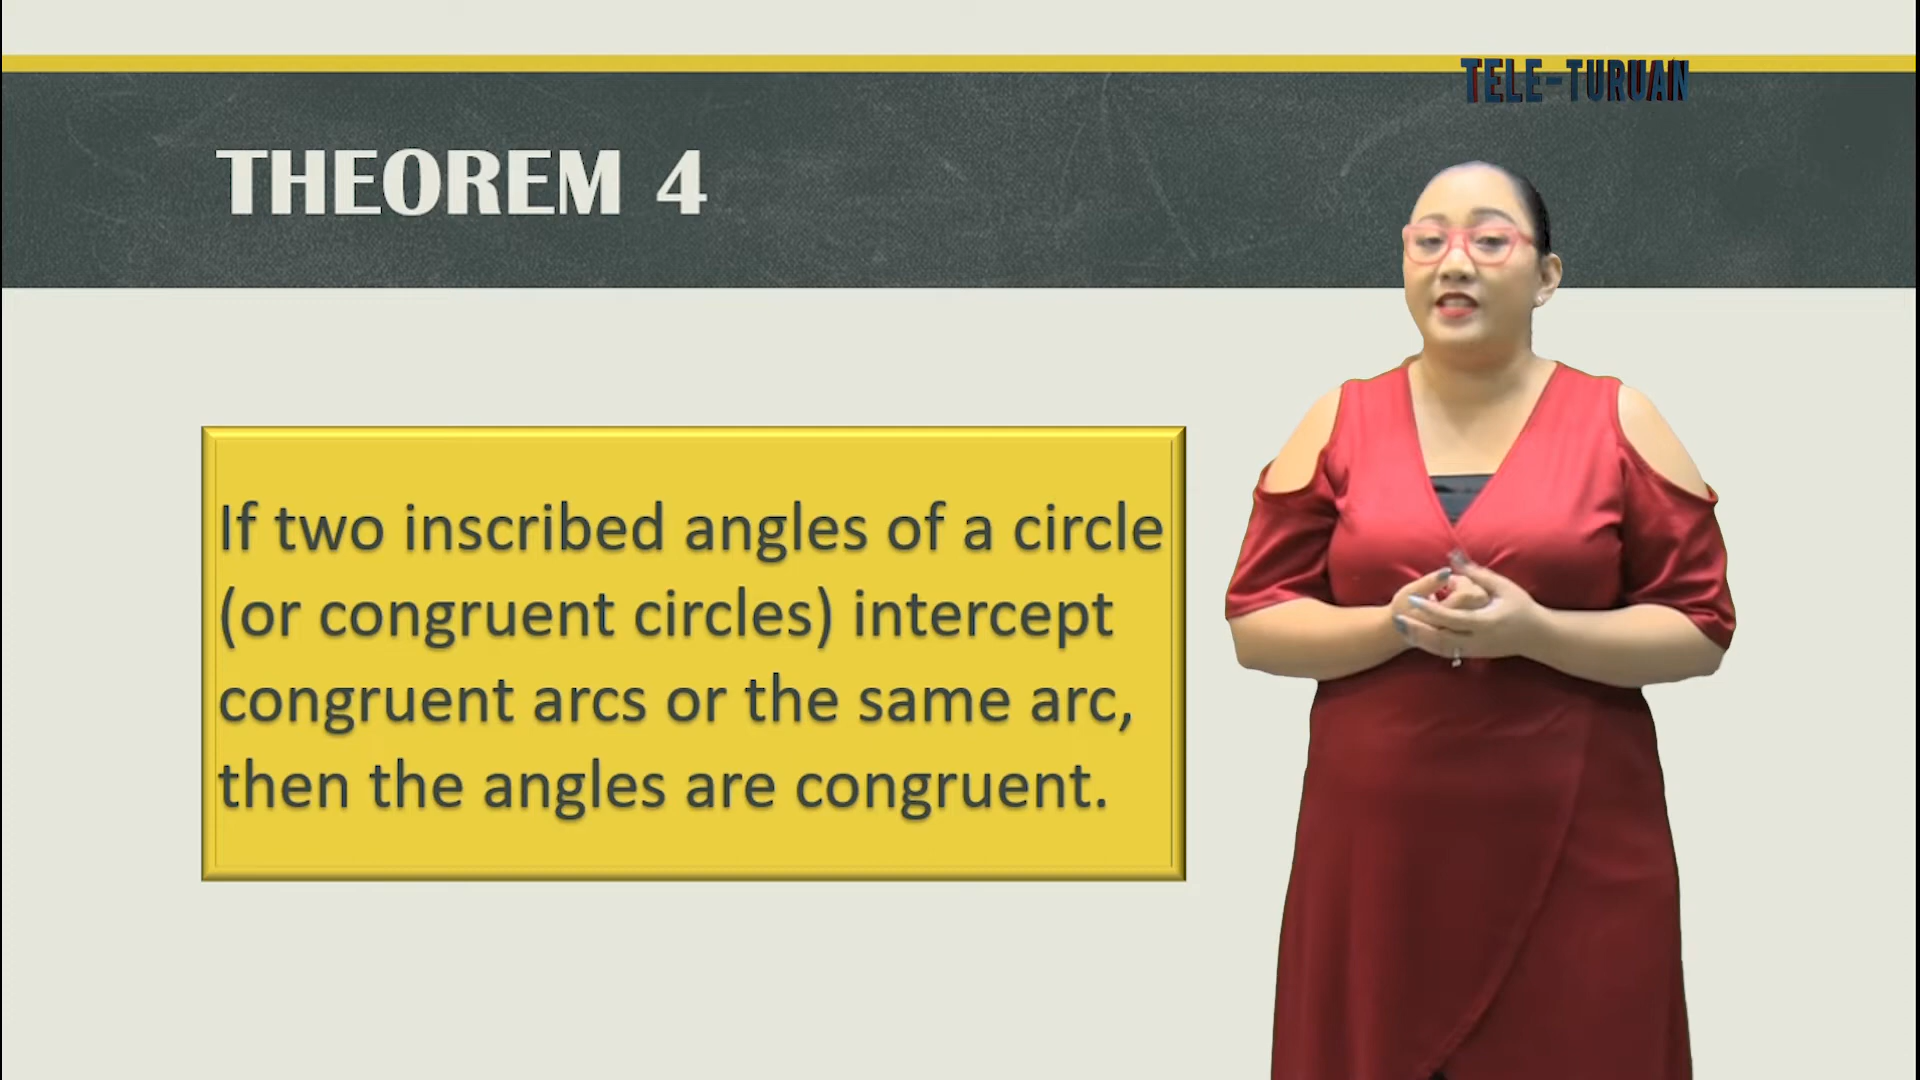 TELE-TURUAN
THEOREM 4
If two inscribed angles of a circle
(or congruent circles) intercept
congruent arcs or the same arc,
then the angles are congruent.